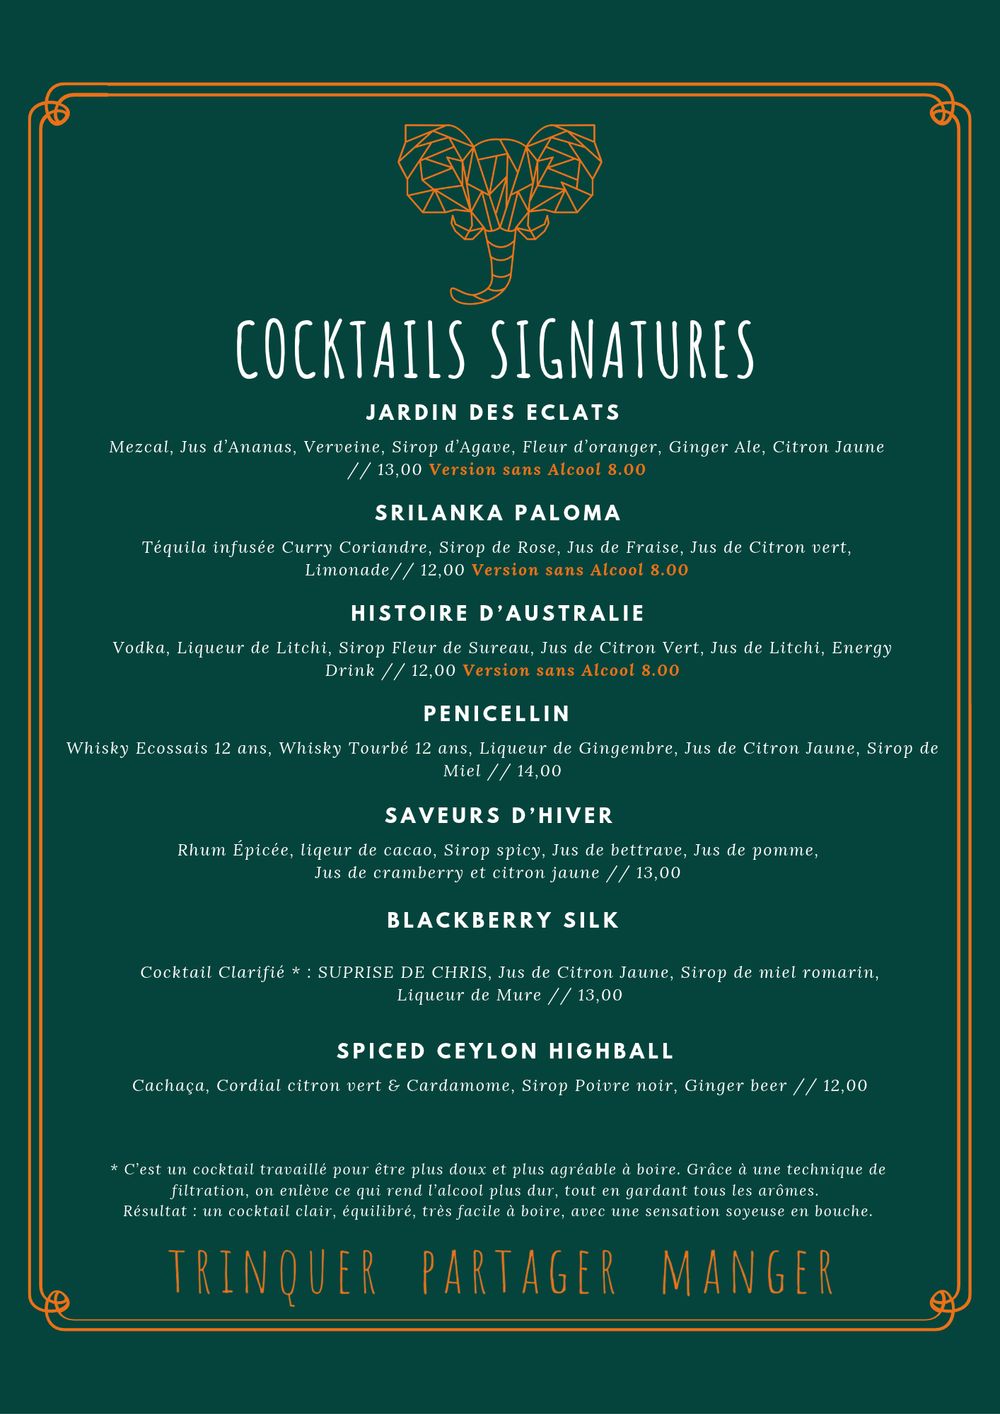 COCKTAILS SIGNATURES
JARDIN DES ECLATS
Mezcal, Jus d’Ananas, Verveine, Sirop d’Agave, Fleur d’oranger, Ginger Ale, Citron Jaune
// 13,00 Version sans Alcool 8.00
SRILANKA PALOMA
Téquila infusée Curry Coriandre, Sirop de Rose, Jus de Fraise, Jus de Citron vert,
Limonade// 12,00 Version sans Alcool 8.00
HISTOIRE D’AUSTRALIE
Vodka, Liqueur de Litchi, Sirop Fleur de Sureau, Jus de Citron Vert, Jus de Litchi, Energy
Drink // 12,00 Version sans Alcool 8.00
PENICELLIN
Whisky Ecossais 12 ans, Whisky Tourbé 12 ans, Liqueur de Gingembre, Jus de Citron Jaune, Sirop de
Miel // 14,00
SAVEURS D’HIVER
Rhum Épicée, liqeur de cacao, Sirop spicy, Jus de bettrave, Jus de pomme,
Jus de cramberry et citron jaune // 13,00
BLACKBERRY SILK
Cocktail Clarifié * : SUPRISE DE CHRIS, Jus de Citron Jaune, Sirop de miel romarin,
Liqueur de Mure // 13,00
SPICED CEYLON HIGHBALL
Cachaça, Cordial citron vert & Cardamome, Sirop Poivre noir, Ginger beer // 12,00
* C’est un cocktail travaillé pour être plus doux et plus agréable à boire. Grâce à une technique de
filtration, on enlève ce qui rend l’alcool plus dur, tout en gardant tous les arômes.
Résultat : un cocktail clair, équilibré, très facile à boire, avec une sensation soyeuse en bouche.
TRINQUER PARTAGER MANGER